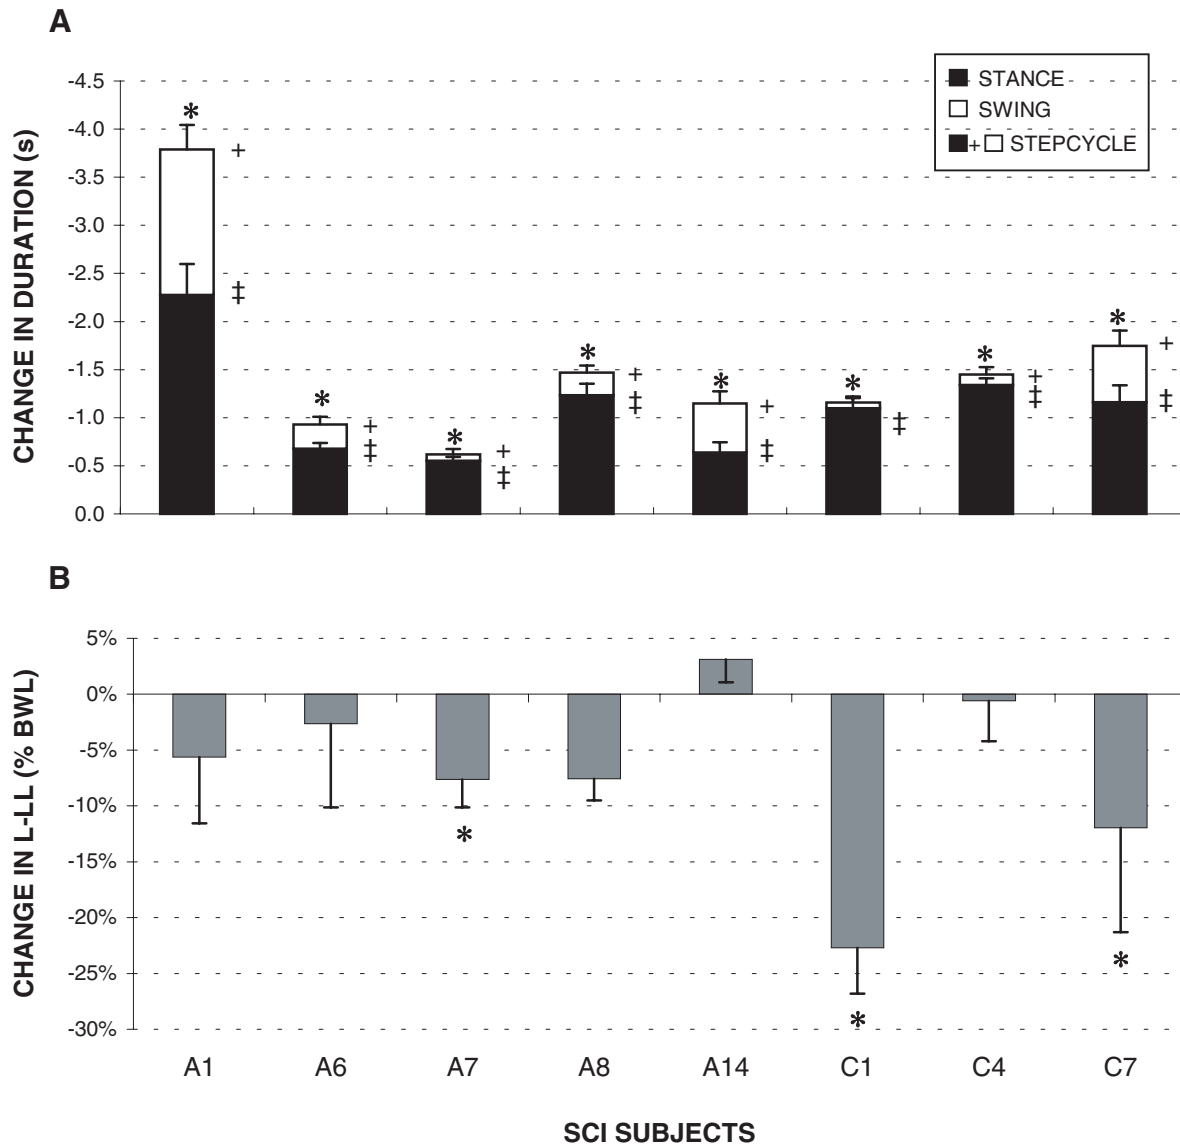 A
CHANGE IN DURATION (s)
-4.5
-4.0
-3.5
-3.0
-2.5
-2.0
-1.5
-1.0
-0.5
0.0
STANCE
SWING
+ STEPCYCLE
* + ‡
* + ‡
* + ‡
* + ‡
* + ‡
* ‡
* + ‡
* + ‡
B
CHANGE IN L-LL (% BWL)
5%
0%
-5%
-10%
-15%
-20%
-25%
-30%
*
*
*
A1 A6 A7 A8 A14 C1 C4 C7
SCI SUBJECTS